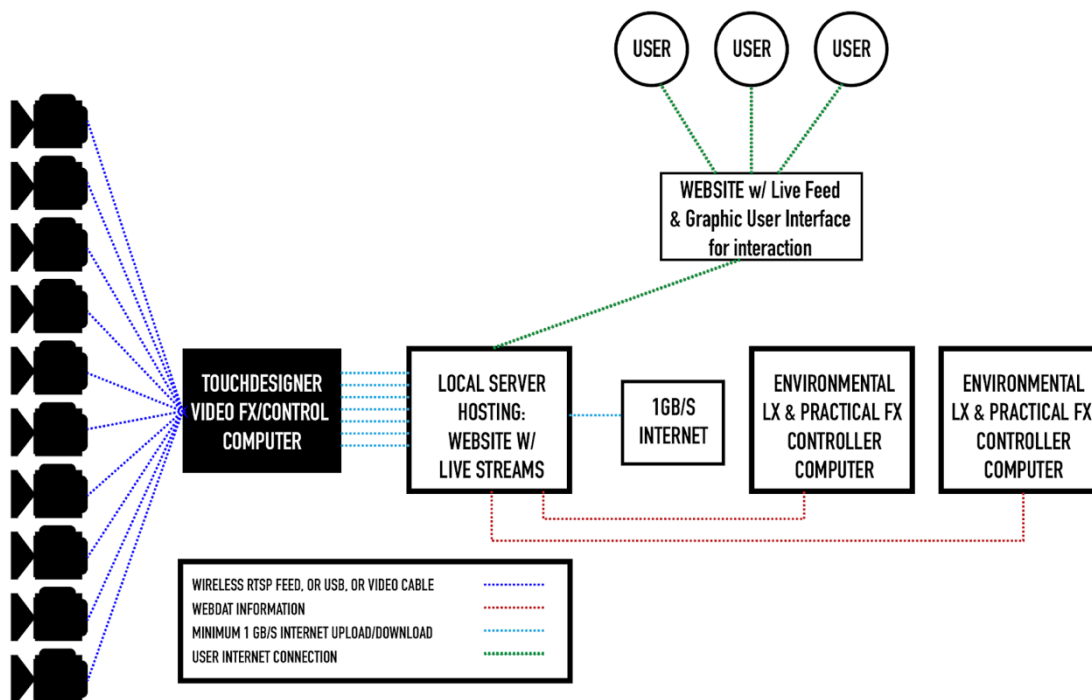 USER
USER
USER
WEBSITE w/ Live Feed
& Graphic User Interface
for interaction
TOUCHDESIGNER
VIDEO FX/CONTROL
COMPUTER
LOCAL SERVER
HOSTING:
WEBSITE W/
LIVE STREAMS
1GB/S
INTERNET
ENVIRONMENTAL
LX & PRACTICAL FX
CONTROLLER
COMPUTER
ENVIRONMENTAL
LX & PRACTICAL FX
CONTROLLER
COMPUTER
WIRELESS RTSP FEED, OR USB, OR VIDEO CABLE
WEBDAT INFORMATION
MINIMUM 1 GB/S INTERNET UPLOAD/DOWNLOAD
USER INTERNET CONNECTION